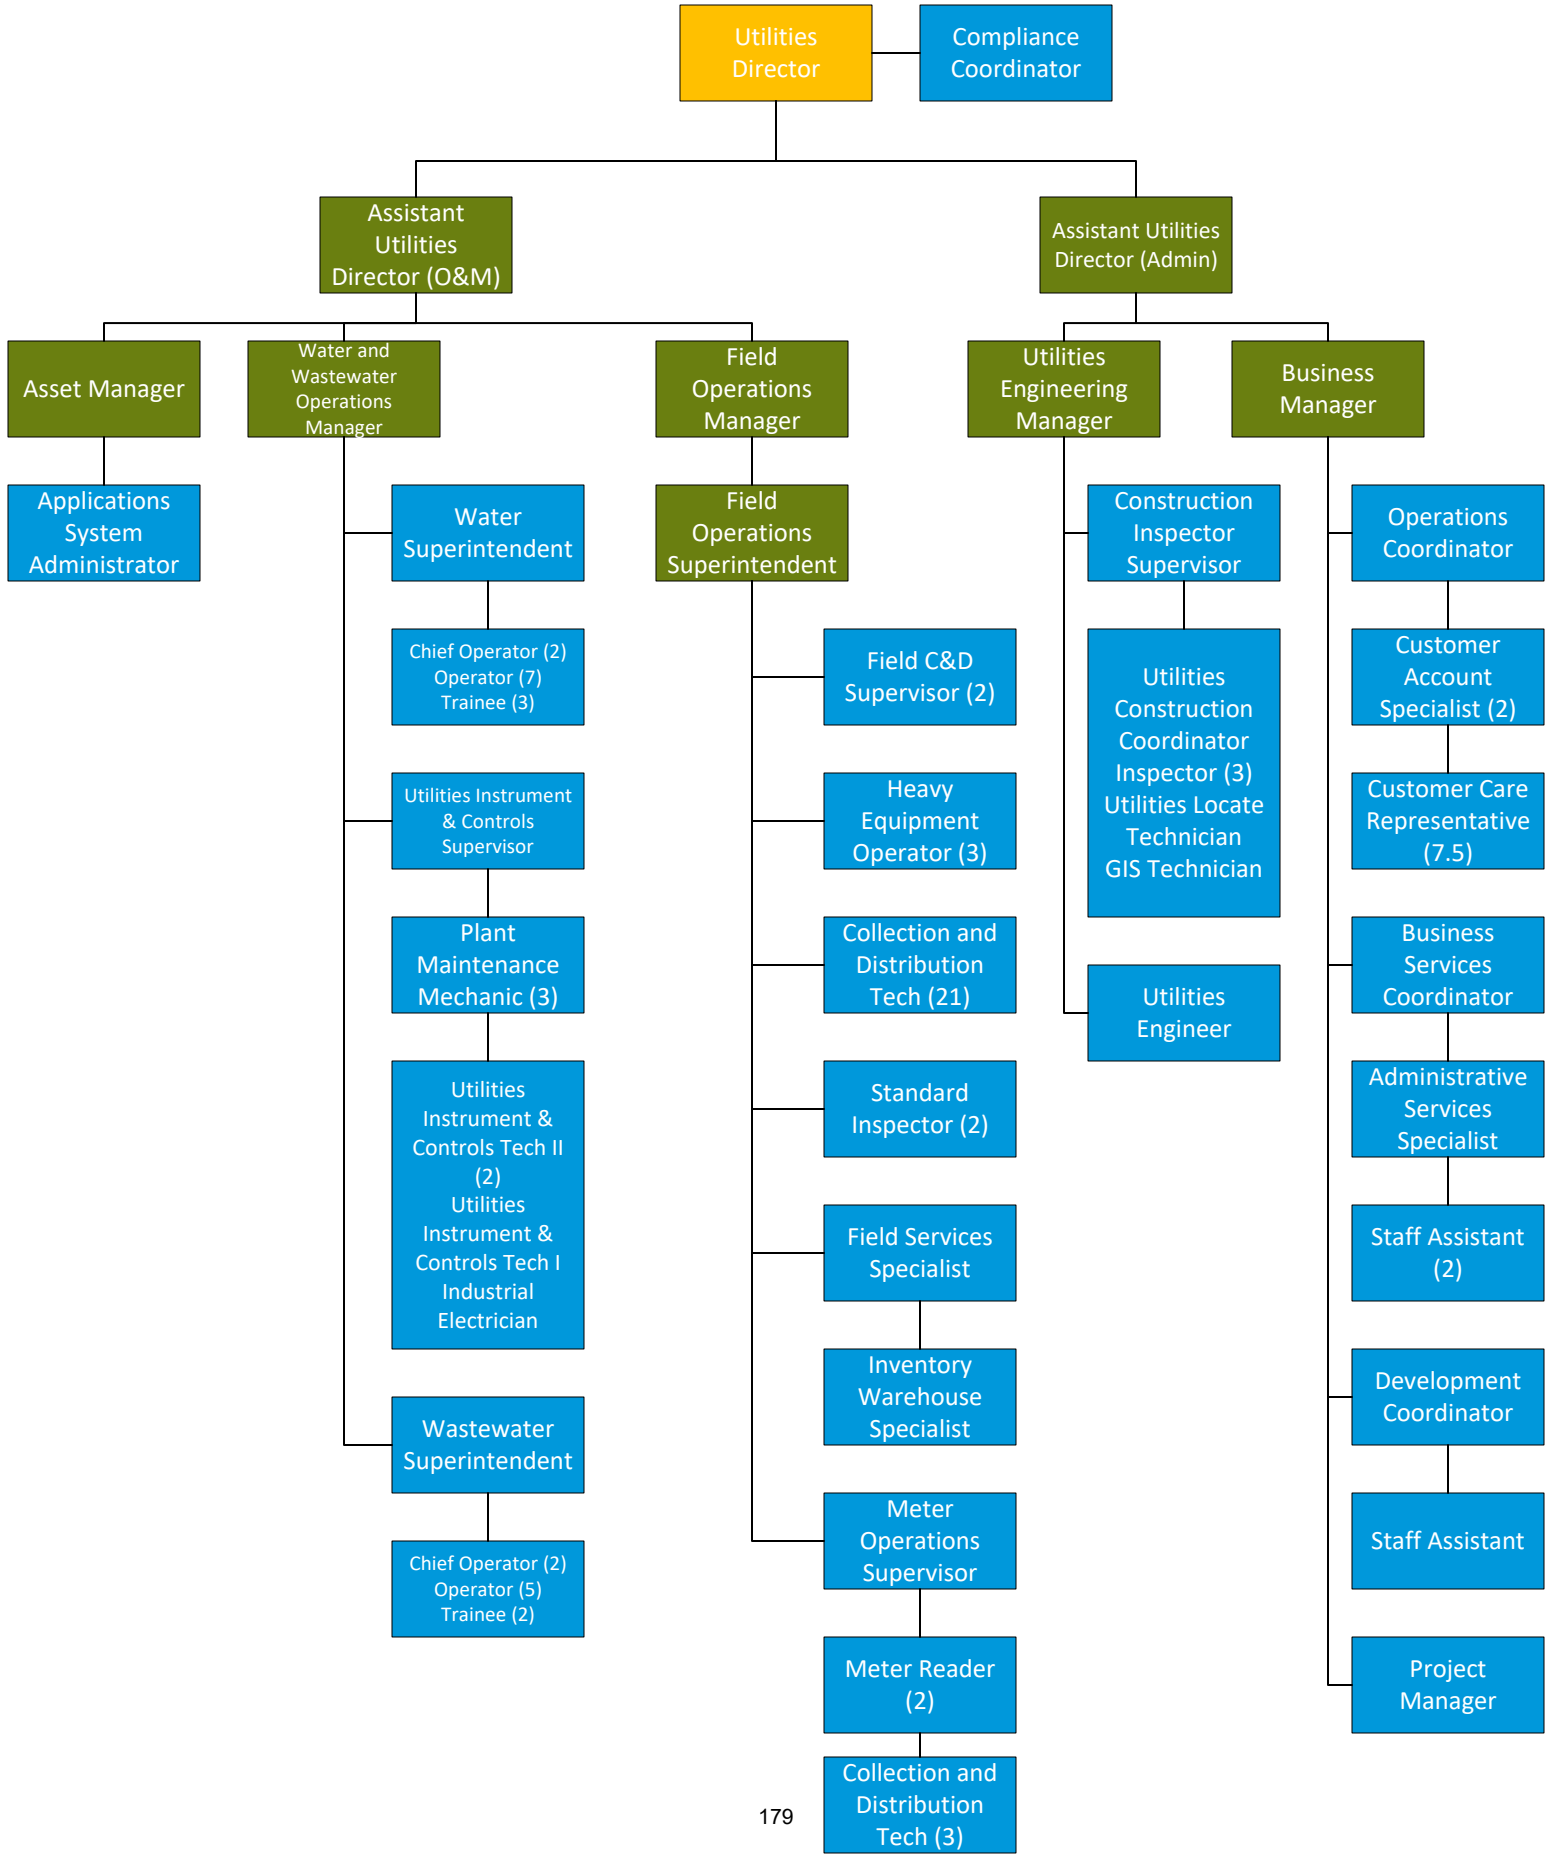 Utilities
Director
Compliance
Coordinator
Assistant
Utilities
Director (O&M)
Assistant Utilities
Director (Admin)
Asset Manager
Water and
Wastewater
Operations
Manager
Field
Operations
Manager
Utilities
Engineering
Manager
Business
Manager
Applications
System
Administrator
Water
Superintendent
Chief Operator (2)
Operator (7)
Trainee (3)
Utilities Instrument
& Controls
Supervisor
Plant
Maintenance
Mechanic (3)
Utilities
Instrument &
Controls Tech II
(2)
Utilities
Instrument &
Controls Tech I
Industrial
Electrician
Wastewater
Superintendent
Chief Operator (2)
Operator (5)
Trainee (2)
Field
Operations
Superintendent
Field C&D
Supervisor (2)
Heavy
Equipment
Operator (3)
Collection and
Distribution
Tech (21)
Standard
Inspector (2)
Field Services
Specialist
Inventory
Warehouse
Specialist
Meter
Operations
Supervisor
Meter Reader
(2)
Collection and
Distribution
Tech (3)
Construction
Inspector
Supervisor
Utilities
Construction
Coordinator
Inspector (3)
Utilities Locate
Technician
GIS Technician
Utilities
Engineer
Operations
Coordinator
Customer
Account
Specialist (2)
Customer Care
Representative
(7.5)
Business
Services
Coordinator
Administrative
Services
Specialist
Staff Assistant
(2)
Development
Coordinator
Staff Assistant
Project
Manager
179